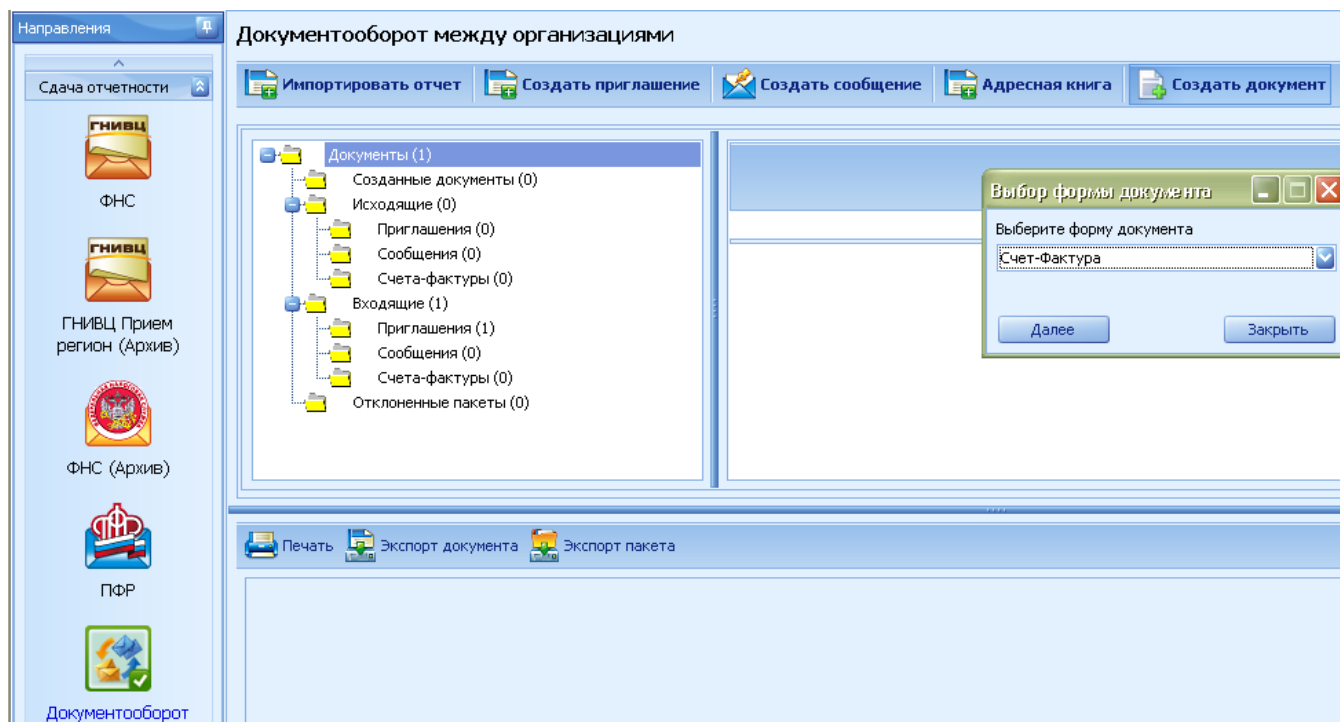 Направления
Сдача отчетности
ГНИВЦ
ФНС
ГНИВЦ
ГНИВЦ Прием
регион (Архив)
ФНС (Архив)
ПФР
Документооборот
Документооборот между организациями
Импортировать отчет
Создать приглашение
Создать сообщение
Адресная книга
Создать документ
Документы (1)
Созданные документы (0)
Исходящие (0)
Приглашения (0)
Сообщения (0)
Счета-фактуры (0)
Входящие (1)
Приглашения (1)
Сообщения (0)
Счета-фактуры (0)
Отклоненные пакеты (0)
Выбор формы документа
Выберите форму документа
Счет-Фактура
Далее
Закрыть
Печать
Экспорт документа
Экспорт пакета